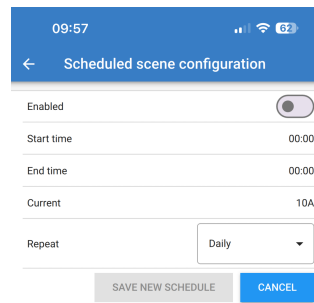 09:57 62
Scheduled scene configuration
Enabled
Start time 00:00
End time 00:00
Current 10A
Repeat Daily
SAVE NEW SCHEDULE CANCEL